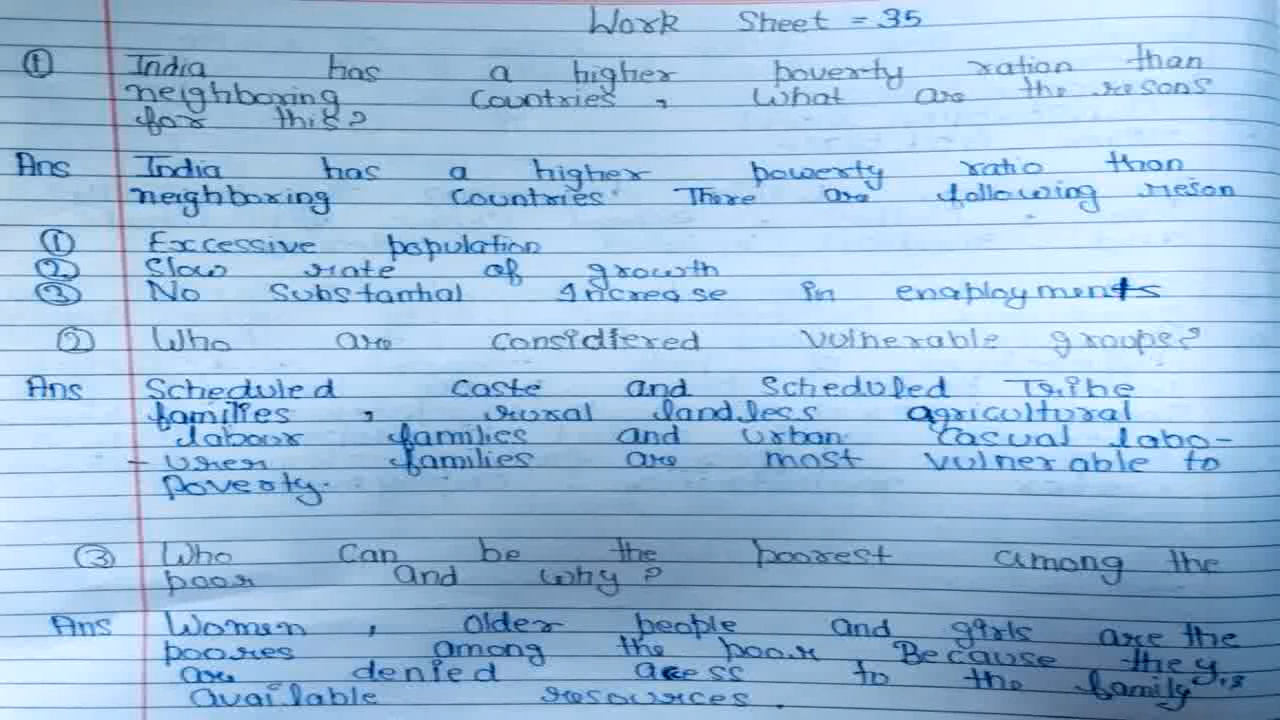 Work Sheet = 35
① India has a higher poverty ration than
neighboring countries, What are the resons
for this?
Ans India has a higher powerty ratio than
neighboring countries There are following reson
① Excessive population
② Slow rate of growth
③ No Substantial Increase in enaployments
② Who are considfered vulnerable groups?
Ans Scheduled caste and Scheduled Tribe
families, rural landless agricultural
labour families and urban casual labo-
-urer families are most vulnerable to
poverty.
③ Who can be the poorest among the
poor and why?
Ans Women, older people and girls are the
poores among the poor Because they
are denied acess to the family's
available resources.